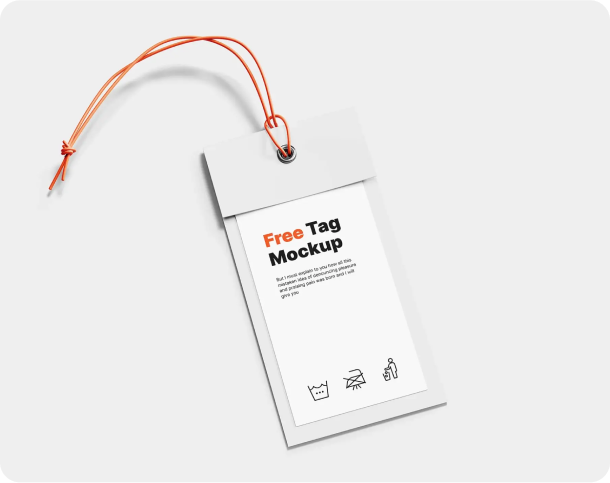 Free Tag
Mockup
But I must explain to you how all this
mistaken idea of denouncing pleasure
and praising pain was born and I will
give you